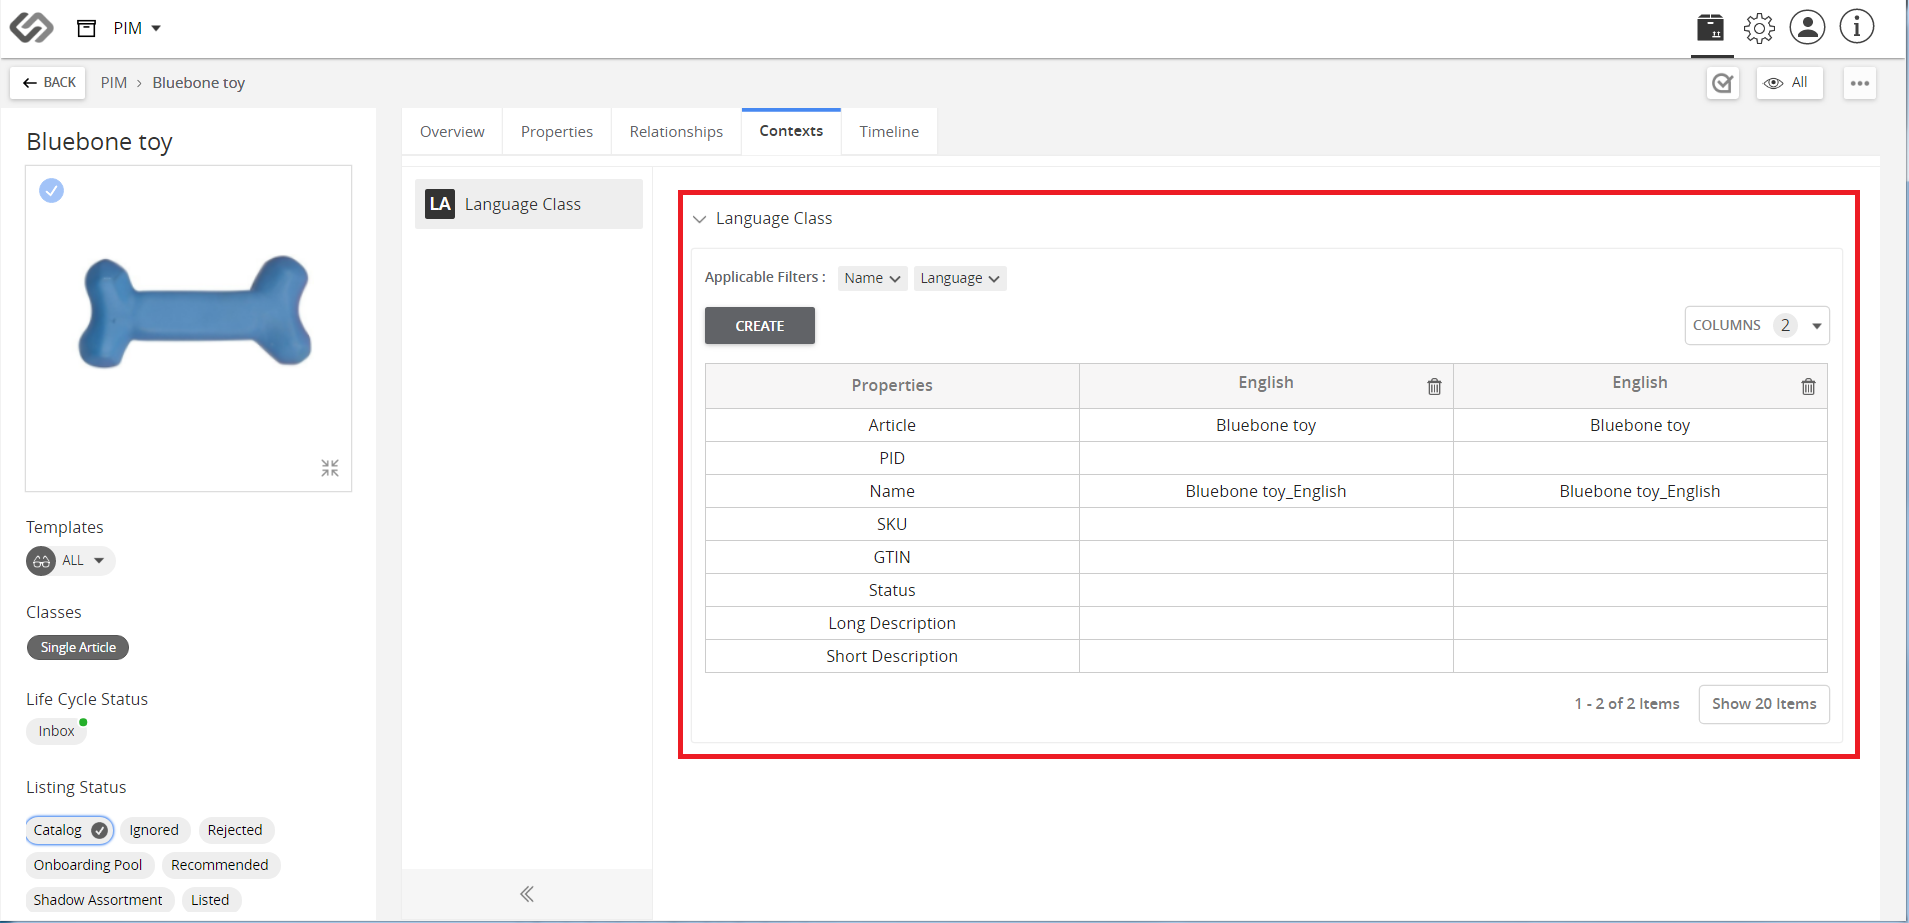 PIM
BACK PIM › Bluebone toy
All
Bluebone toy
Templates
ALL
Classes
Single Article
Life Cycle Status
Inbox
Listing Status
Catalog Ignored Rejected
Onboarding Pool Recommended
Shadow Assortment Listed
Overview Properties Relationships Contexts Timeline
LA Language Class
Language Class
Applicable Filters : Name Language
CREATE COLUMNS 2
Properties English English
Article Bluebone toy Bluebone toy
PID
Name Bluebone toy_English Bluebone toy_English
SKU
GTIN
Status
Long Description
Short Description
1 - 2 of 2 Items Show 20 Items